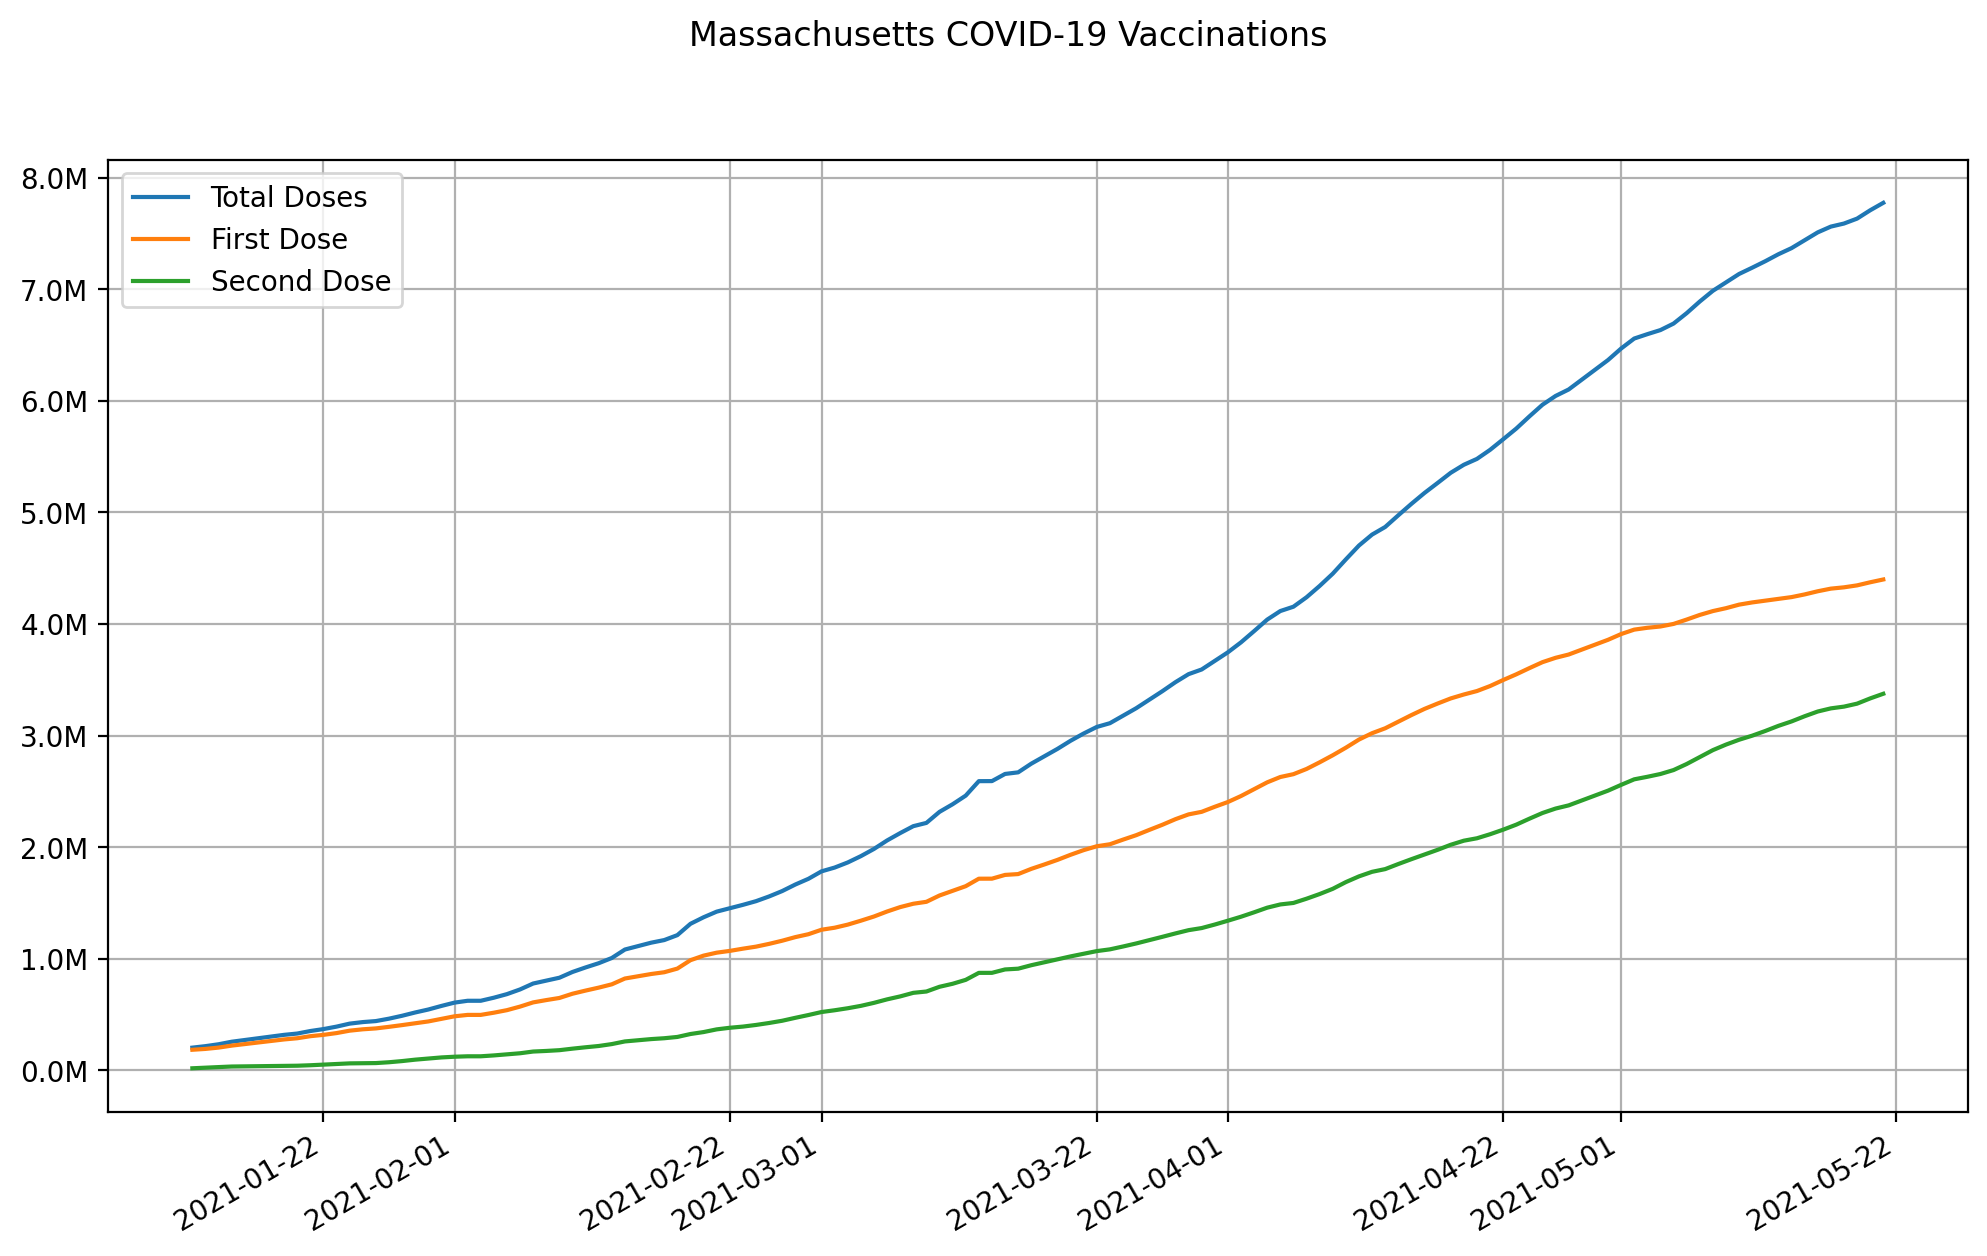 Massachusetts COVID-19 Vaccinations
8.0M
7.0M
6.0M
5.0M
4.0M
3.0M
2.0M
1.0M
0.0M
Total Doses
First Dose
Second Dose
2021-01-22
2021-02-01
2021-02-22
2021-03-01
2021-03-22
2021-04-01
2021-04-22
2021-05-01
2021-05-22